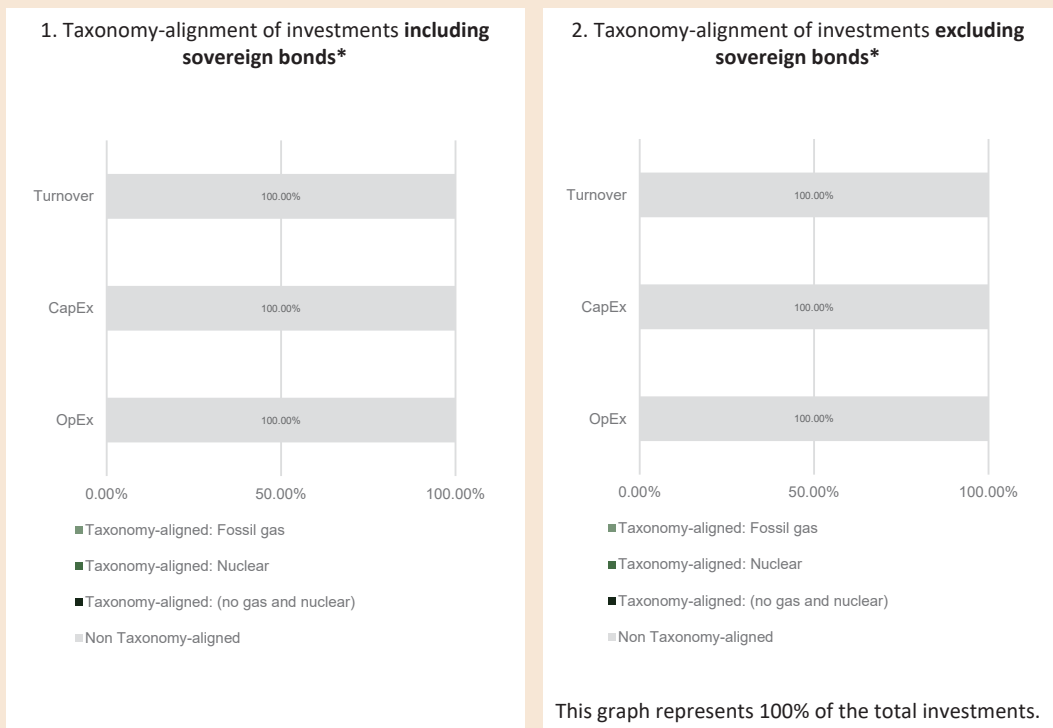 1. Taxonomy-alignment of investments including
sovereign bonds*
Turnover
100.00%
CapEx
100.00%
OpEx
100.00%
0.00%
50.00%
100.00%
Taxonomy-aligned: Fossil gas
Taxonomy-aligned: Nuclear
Taxonomy-aligned: (no gas and nuclear)
Non Taxonomy-aligned
2. Taxonomy-alignment of investments excluding
sovereign bonds*
Turnover
100.00%
CapEx
100.00%
OpEx
100.00%
0.00%
50.00%
100.00%
Taxonomy-aligned: Fossil gas
Taxonomy-aligned: Nuclear
Taxonomy-aligned: (no gas and nuclear)
Non Taxonomy-aligned
This graph represents 100% of the total investments.